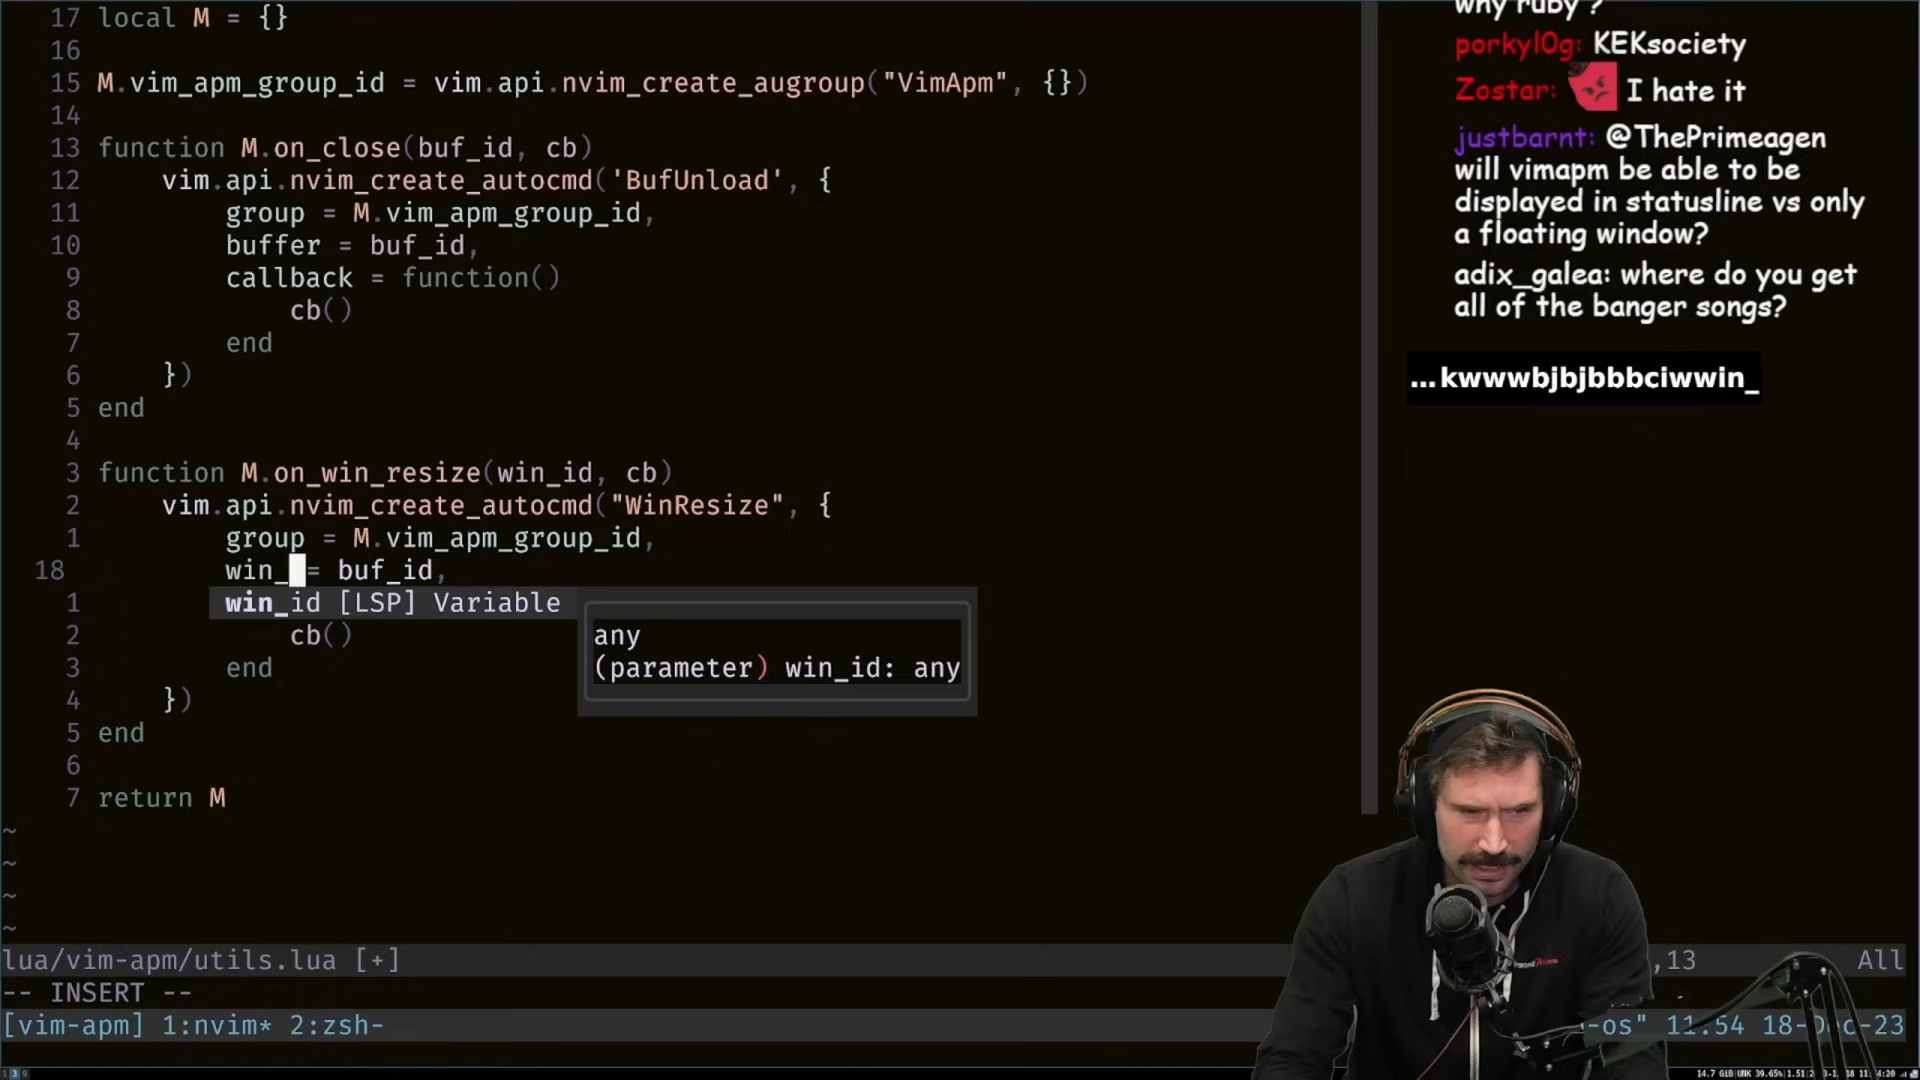 17 local M = {}
16
15 M.vim_apm_group_id = vim.api.nvim_create_augroup("VimApm", {})
14
13 function M.on_close(buf_id, cb)
12 vim.api.nvim_create_autocmd('BufUnload', {
11 group = M.vim_apm_group_id,
10 buffer = buf_id,
9 callback = function()
8 cb()
7 end
6 })
5 end
4
3 function M.on_win_resize(win_id, cb)
2 vim.api.nvim_create_autocmd("WinResize", {
1 group = M.vim_apm_group_id,
18 win_ = buf_id,
1 win_id [LSP] Variable
2 cb()
3 end
4 })
5 end
6
7 return M
any
(parameter) win_id: any
~
~
~
~
lua/vim-apm/utils.lua [+] ,13 All
-- INSERT --
[vim-apm] 1:nvim* 2:zsh- -os" 11:54 18-Dec-23
why ruby ?
porkyl0g: KEKsociety
Zostar: I hate it
justbarnt: @ThePrimeagen
will vimapm be able to be
displayed in statusline vs only
a floating window?
adix_galea: where do you get
all of the banger songs?
...kwwwbjbjbbbciwwin_